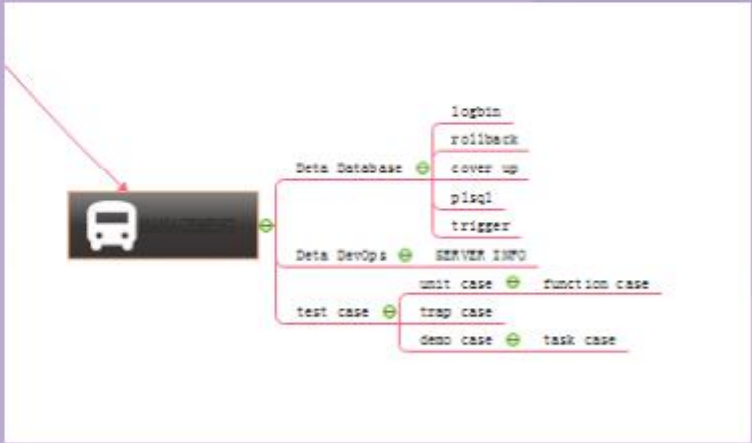 logbin
rollback
Deta Database
cover up
plsql
trigger
Deta DevOps
SERVER INFO
unit case
function case
test case
trap case
demo case
task case